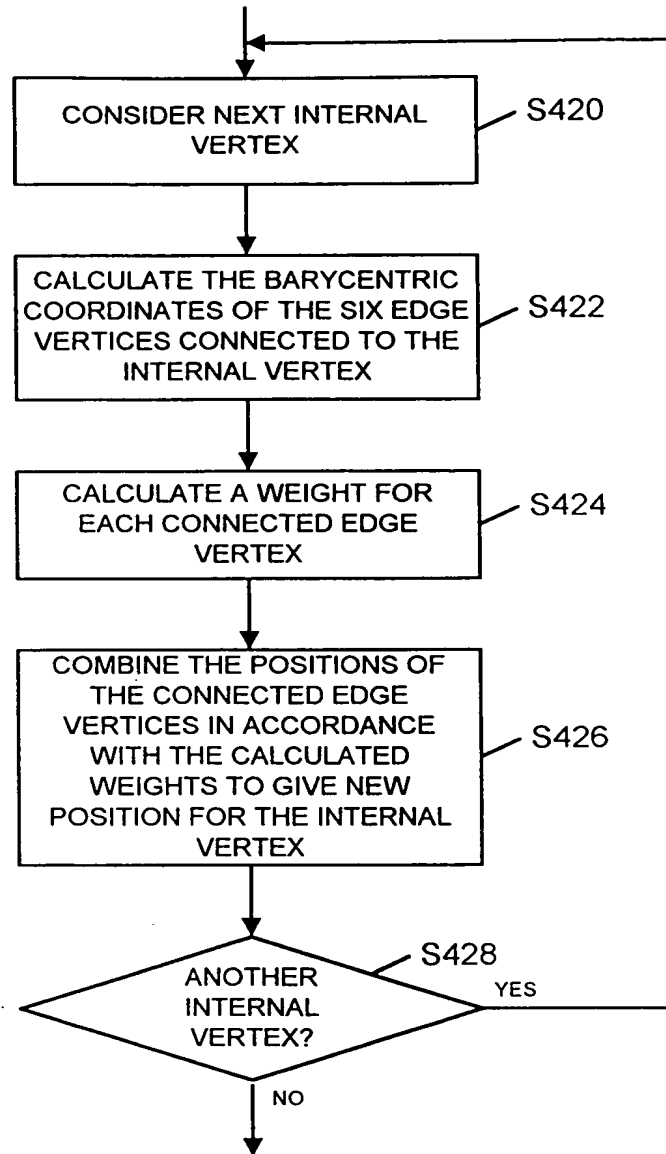 CONSIDER NEXT INTERNAL
VERTEX
S420
CALCULATE THE BARYCENTRIC
COORDINATES OF THE SIX EDGE
VERTICES CONNECTED TO THE
INTERNAL VERTEX
S422
CALCULATE A WEIGHT FOR
EACH CONNECTED EDGE
VERTEX
S424
COMBINE THE POSITIONS OF
THE CONNECTED EDGE
VERTICES IN ACCORDANCE
WITH THE CALCULATED
WEIGHTS TO GIVE NEW
POSITION FOR THE INTERNAL
VERTEX
S426
S428
ANOTHER
INTERNAL
VERTEX?
YES
NO